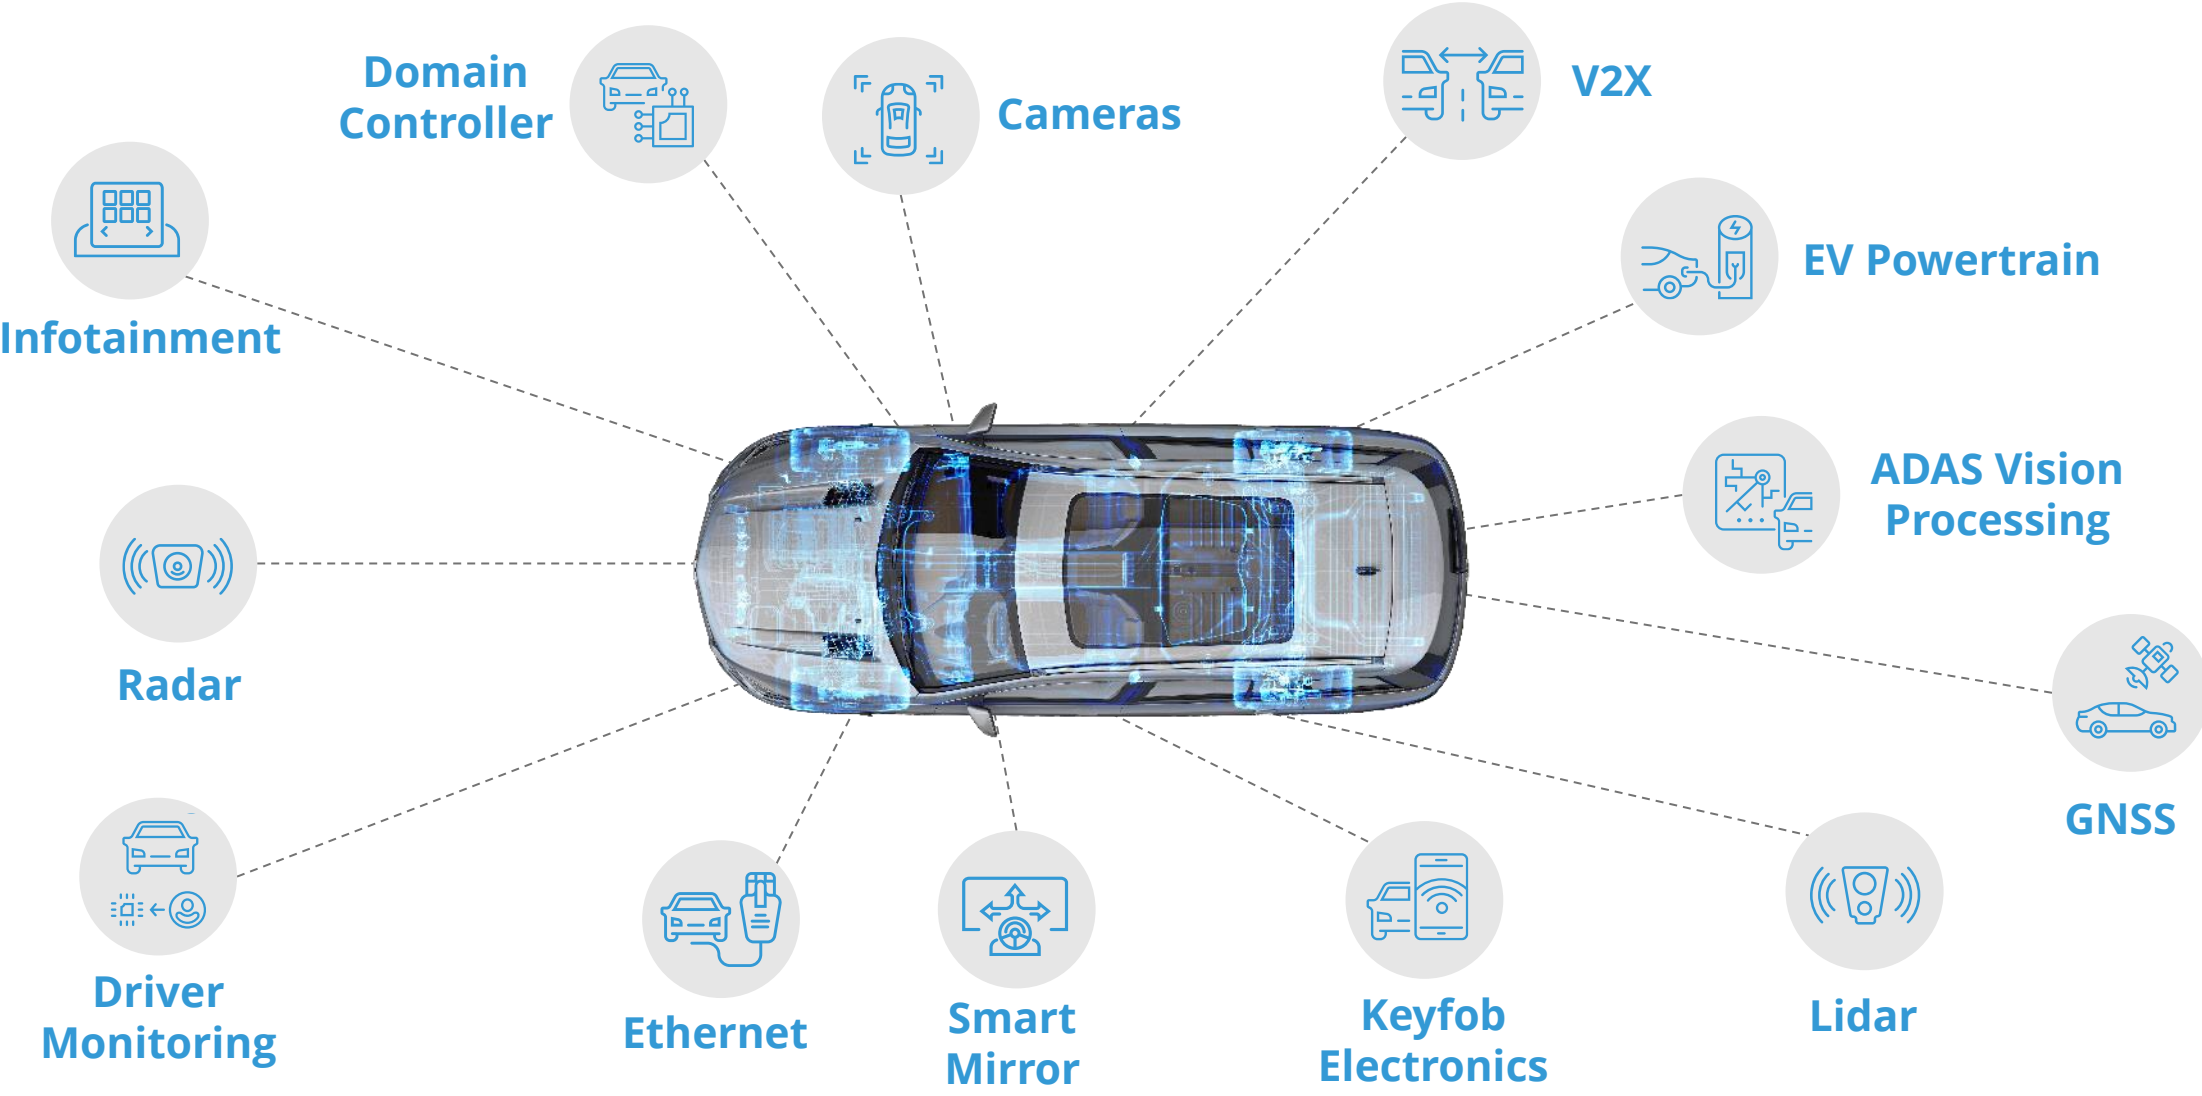 Domain
Controller
Cameras
V2X
Infotainment
EV Powertrain
ADAS Vision
Processing
Radar
GNSS
Driver
Monitoring
Ethernet
Smart
Mirror
Keyfob
Electronics
Lidar